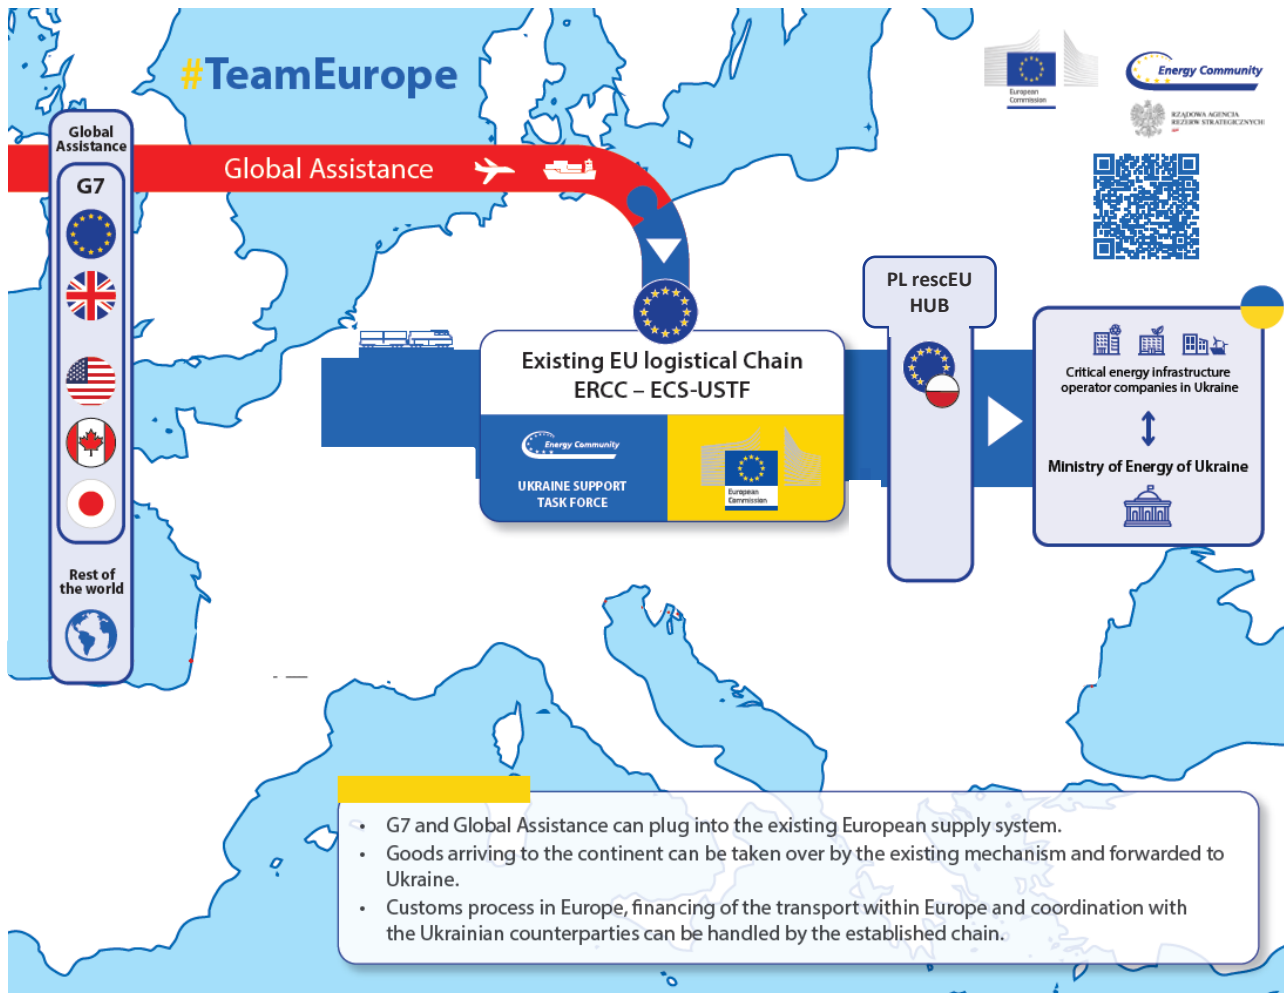 #TeamEurope
European
Commission
Energy Community
RZĄDOWA AGENCJA
REZERW STRATEGICZNYCH
Global
Assistance
G7
Rest of
the world
Global Assistance
Existing EU logistical Chain
ERCC – ECS-USTF
Energy Community
UKRAINE SUPPORT
TASK FORCE
European
Commission
PL rescEU
HUB
Critical energy infrastructure
operator companies in Ukraine
Ministry of Energy of Ukraine
• G7 and Global Assistance can plug into the existing European supply system.
• Goods arriving to the continent can be taken over by the existing mechanism and forwarded to
Ukraine.
• Customs process in Europe, financing of the transport within Europe and coordination with
the Ukrainian counterparties can be handled by the established chain.